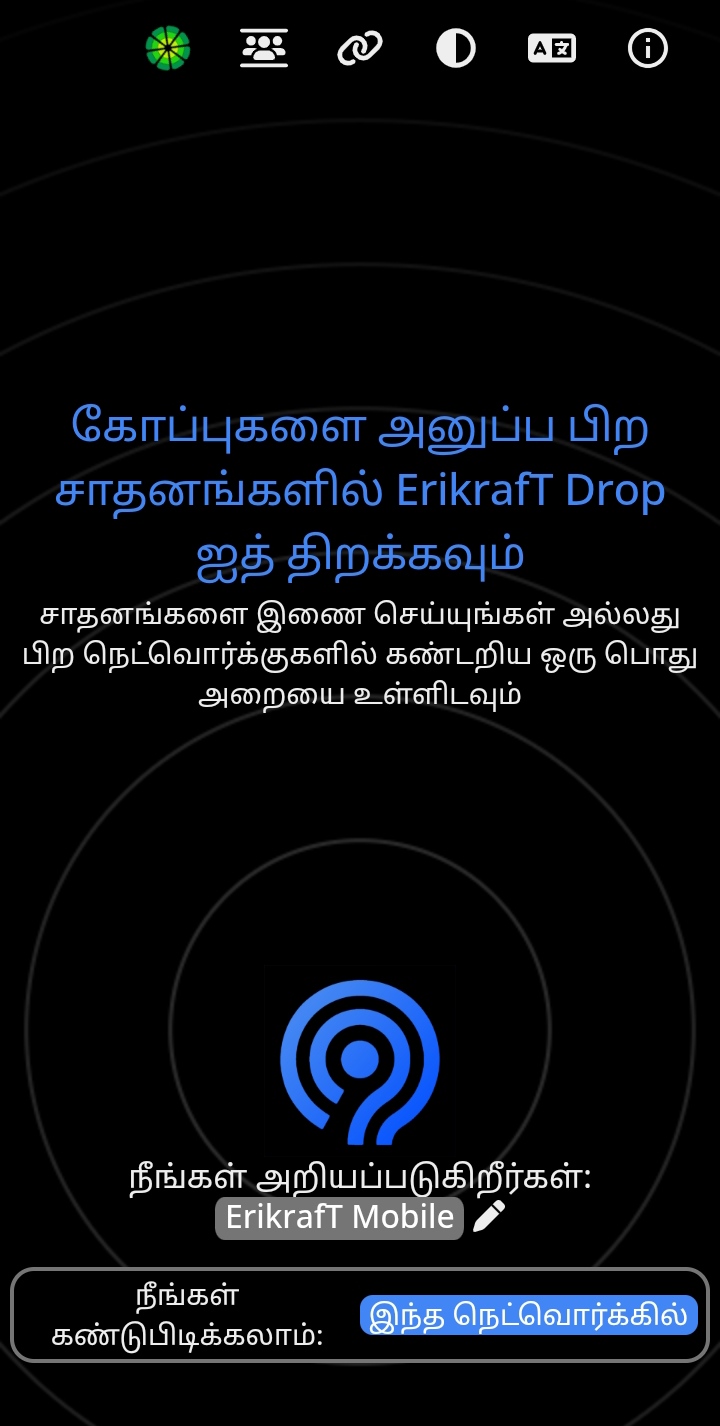 கோப்புகளை அனுப்ப பிற
சாதனங்களில் ErikrafT Drop
ஐத் திறக்கவும்
சாதனங்களை இணை செய்யுங்கள் அல்லது
பிற நெட்வொர்க்குகளில் கண்டறிய ஒரு பொது
அறையை உள்ளிடவும்
நீங்கள் அறியப்படுகிறீர்கள்:
ErikrafT Mobile
நீங்கள்
கண்டுபிடிக்கலாம்:
இந்த நெட்வொர்க்கில்